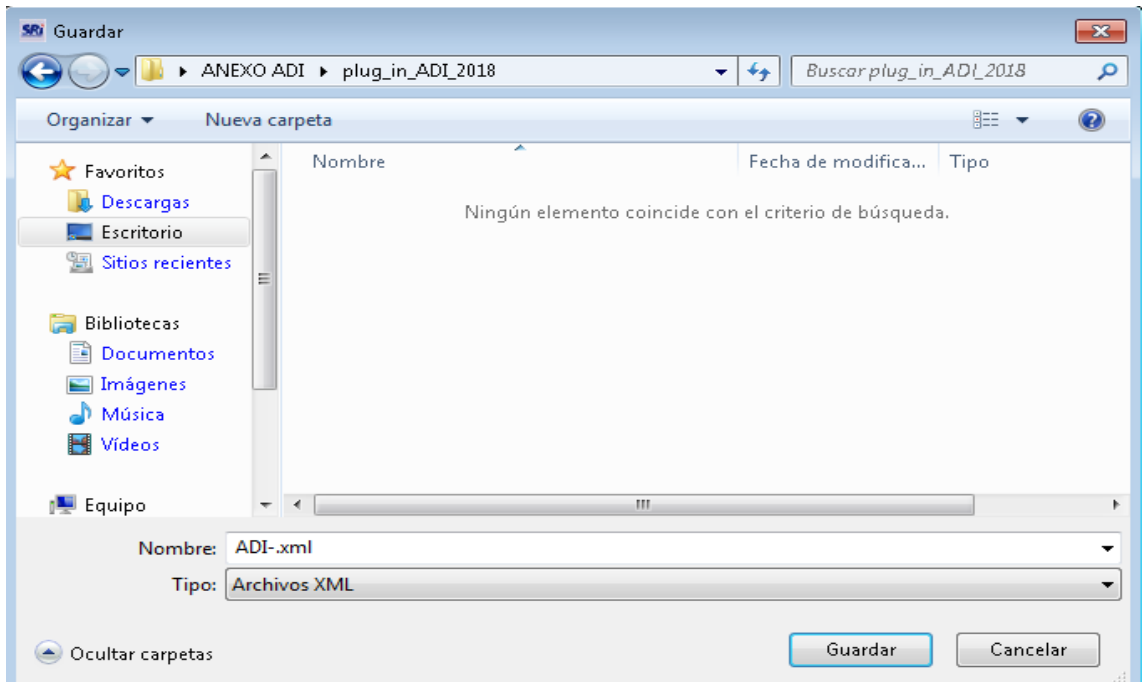 SRi Guardar
ANEXO ADI plug_in_ADI_2018 Buscar plug_in_ADI_2018
Organizar Nueva carpeta
Nombre Fecha de modifica... Tipo
Ningún elemento coincide con el criterio de búsqueda.
Favoritos
Descargas
Escritorio
Sitios recientes
Bibliotecas
Documentos
Imágenes
Música
Vídeos
Equipo
Nombre: ADI-.xml
Tipo: Archivos XML
Ocultar carpetas Guardar Cancelar